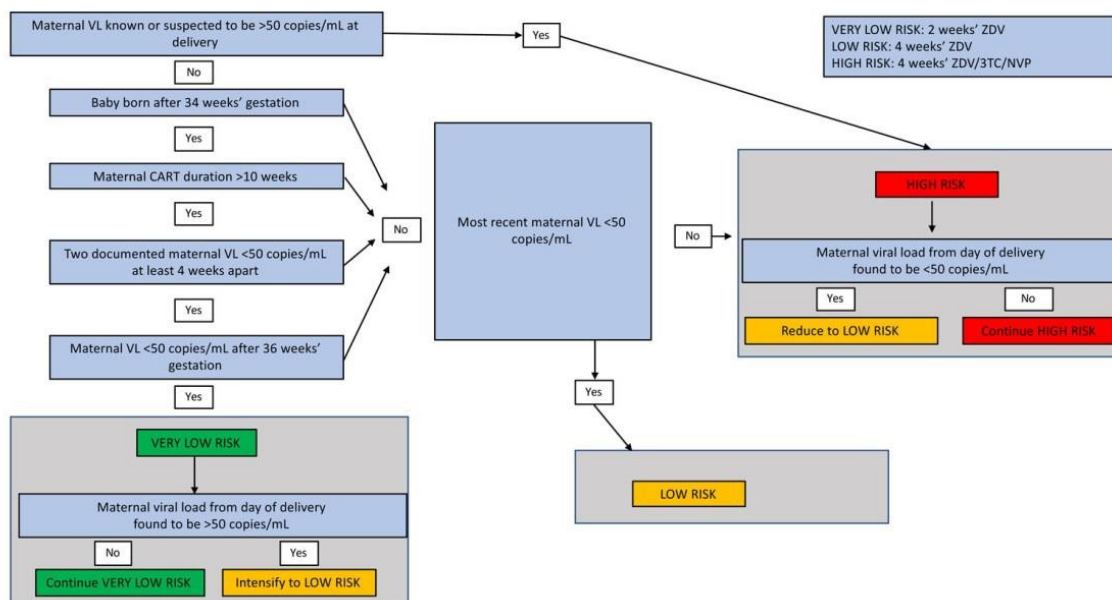 Maternal VL known or suspected to be >50 copies/mL at
delivery
Yes
VERY LOW RISK: 2 weeks’ ZDV
LOW RISK: 4 weeks’ ZDV
HIGH RISK: 4 weeks’ ZDV/3TC/NVP
No
Baby born after 34 weeks’ gestation
Yes
Maternal CART duration >10 weeks
Yes
Two documented maternal VL <50 copies/mL
at least 4 weeks apart
Yes
Maternal VL <50 copies/mL after 36 weeks’
gestation
Yes
No
Most recent maternal VL <50
copies/mL
No
HIGH RISK
Maternal viral load from day of delivery
found to be <50 copies/mL
Yes
No
Reduce to LOW RISK
Continue HIGH RISK
Yes
LOW RISK
VERY LOW RISK
Maternal viral load from day of delivery
found to be >50 copies/mL
No
Yes
Continue VERY LOW RISK
Intensify to LOW RISK